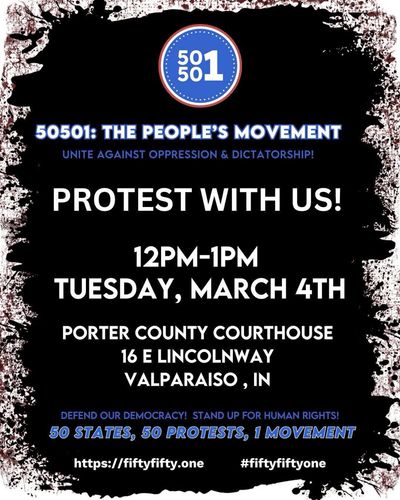 50
50 1
50501: THE PEOPLE'S MOVEMENT
UNITE AGAINST OPPRESSION & DICTATORSHIP!
PROTEST WITH US!
12PM-1PM
TUESDAY, MARCH 4TH
PORTER COUNTY COURTHOUSE
16 E LINCOLNWAY
VALPARAISO , IN
DEFEND OUR DEMOCRACY! STAND UP FOR HUMAN RIGHTS!
50 STATES, 50 PROTESTS, 1 MOVEMENT
https://fiftyfifty.one #fiftyfiftyone